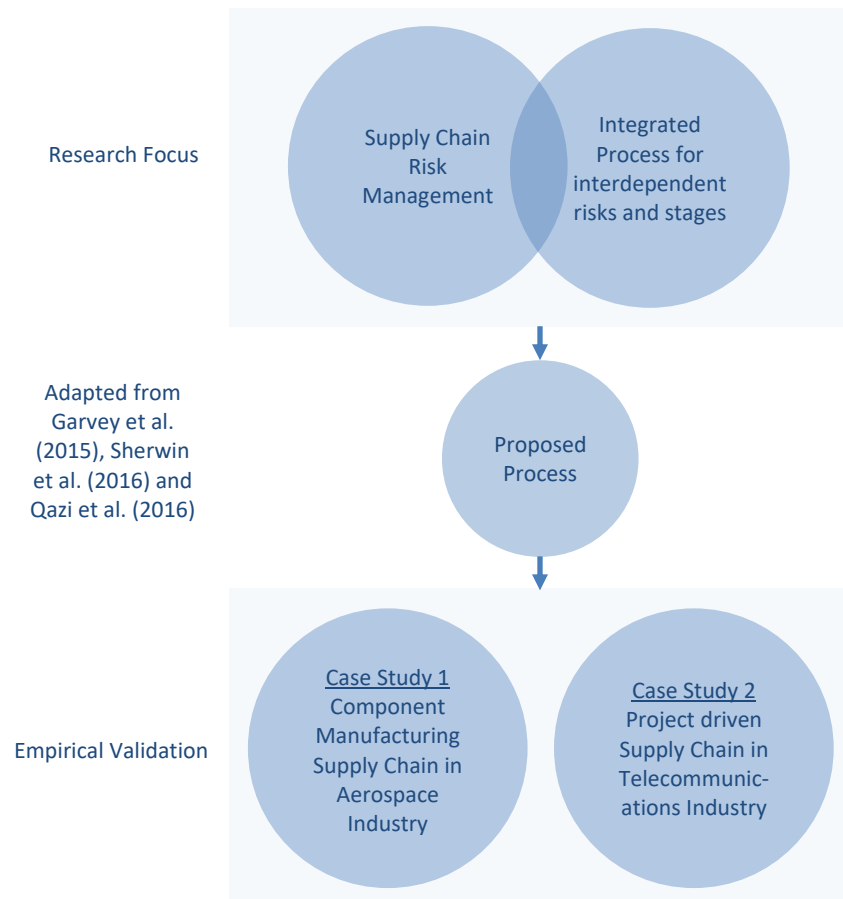 Research Focus
Supply Chain
Risk
Management
Integrated
Process for
interdependent
risks and stages
Adapted from
Garvey et al.
(2015), Sherwin
et al. (2016) and
Qazi et al. (2016)
Proposed
Process
Empirical Validation
Case Study 1
Component
Manufacturing
Supply Chain in
Aerospace
Industry
Case Study 2
Project driven
Supply Chain in
Telecommunic-
ations Industry